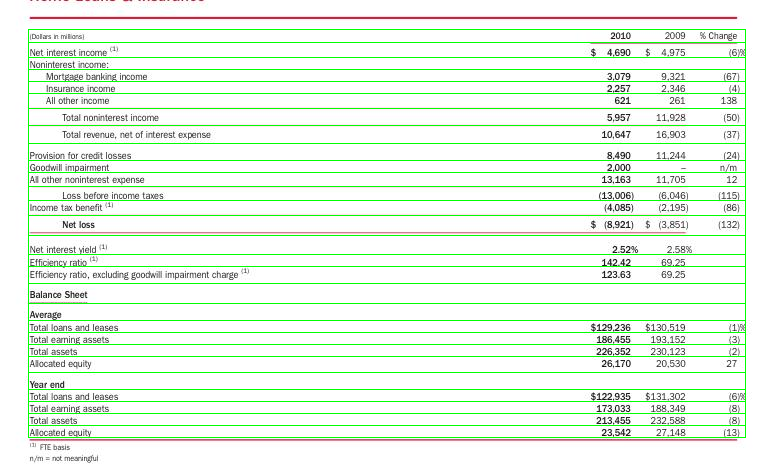 Home Loans & Insurance
(Dollars in millions) 2010 2009 % Change
Net interest income (1) $ 4,690 $ 4,975 (6)%
Noninterest income:
Mortgage banking income 3,079 9,321 (67)
Insurance income 2,257 2,346 (4)
All other income 621 261 138
Total noninterest income 5,957 11,928 (50)
Total revenue, net of interest expense 10,647 16,903 (37)
Provision for credit losses 8,490 11,244 (24)
Goodwill impairment 2,000 – n/m
All other noninterest expense 13,163 11,705 12
Loss before income taxes (13,006) (6,046) (115)
Income tax benefit (1) (4,085) (2,195) (86)
Net loss $ (8,921) $ (3,851) (132)
Net interest yield (1) 2.52% 2.58%
Efficiency ratio (1) 142.42 69.25
Efficiency ratio, excluding goodwill impairment charge (1) 123.63 69.25
Balance Sheet
Average
Total loans and leases $129,236 $130,519 (1)%
Total earning assets 186,455 193,152 (3)
Total assets 226,352 230,123 (2)
Allocated equity 26,170 20,530 27
Year end
Total loans and leases $122,935 $131,302 (6)%
Total earning assets 173,033 188,349 (8)
Total assets 213,455 232,588 (8)
Allocated equity 23,542 27,148 (13)
(1) FTE basis
n/m = not meaningful